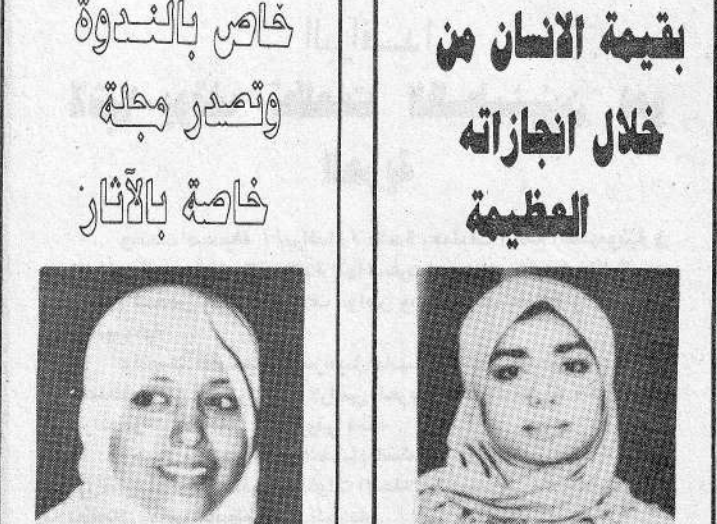 بقيمة الانسان من
خلال انجازاته
العظيمة
خاص بالندوة
وتصدر مجلة
خاصة بالآثار